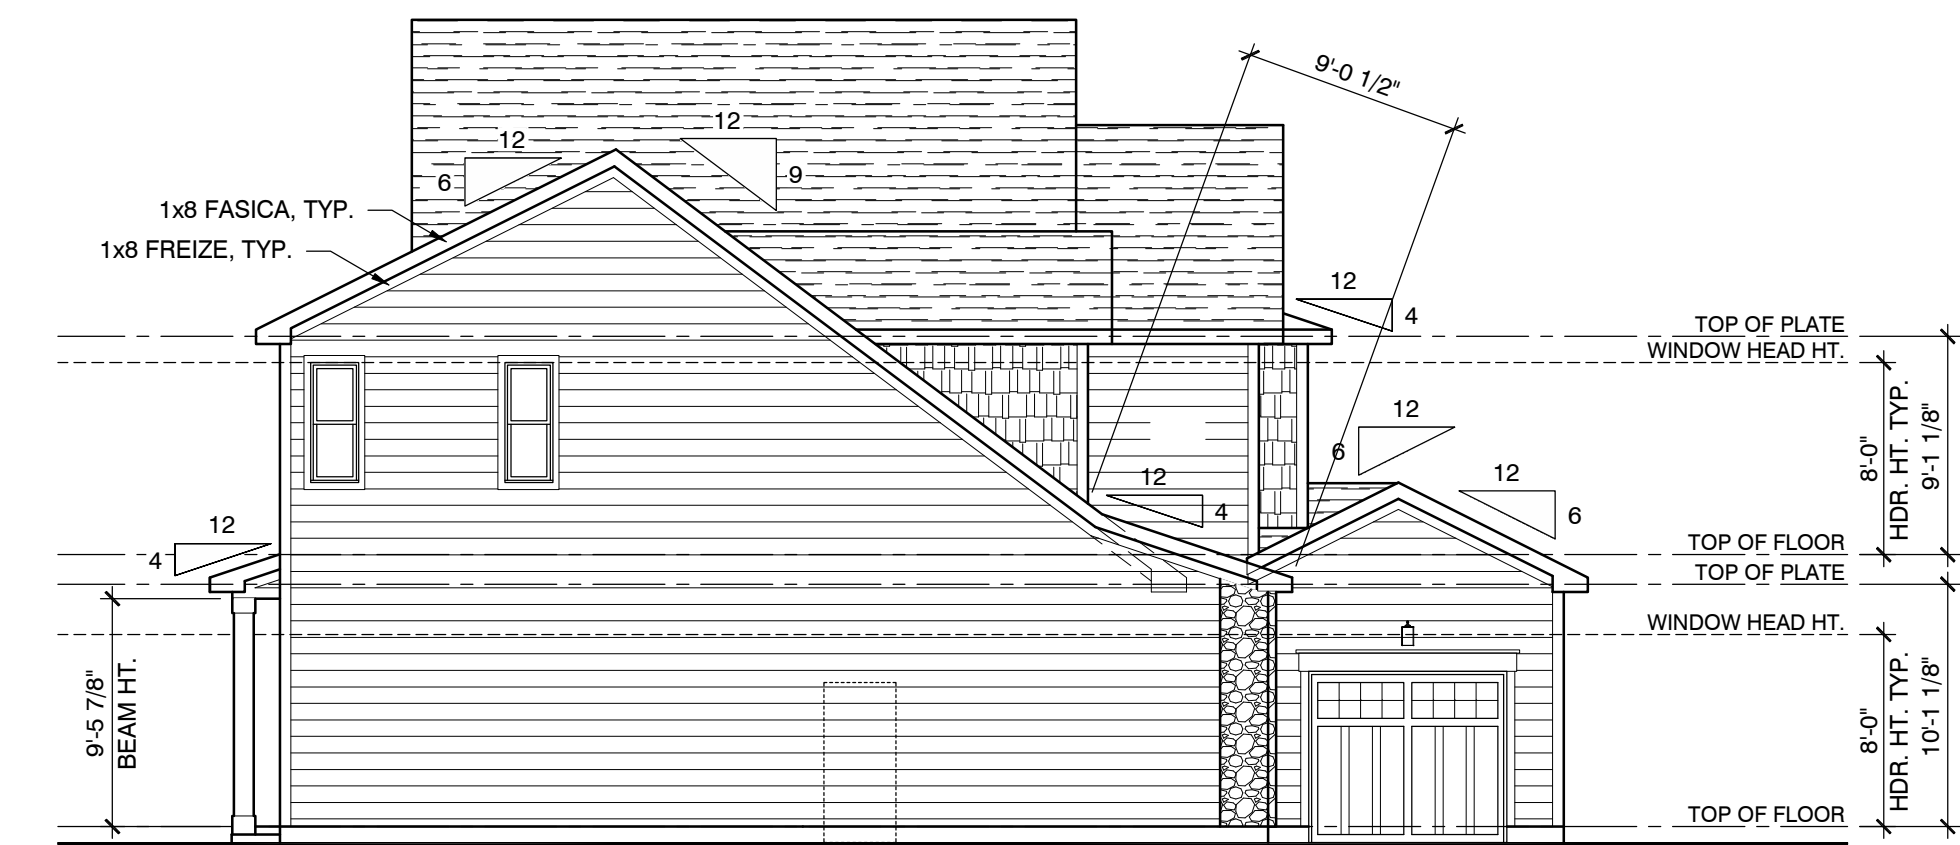 9'-0 1/2"
12
9
12
6
1x8 FASICA, TYP.
1x8 FREIZE, TYP.
12
4
TOP OF PLATE
WINDOW HEAD HT.
12
6
12
6
12
4
12
4
8'-0"
HDR. HT. TYP.
9'-1 1/8"
TOP OF FLOOR
TOP OF PLATE
WINDOW HEAD HT.
9'-5 7/8"
BEAM HT.
8'-0"
HDR. HT. TYP.
10'-1 1/8"
TOP OF FLOOR